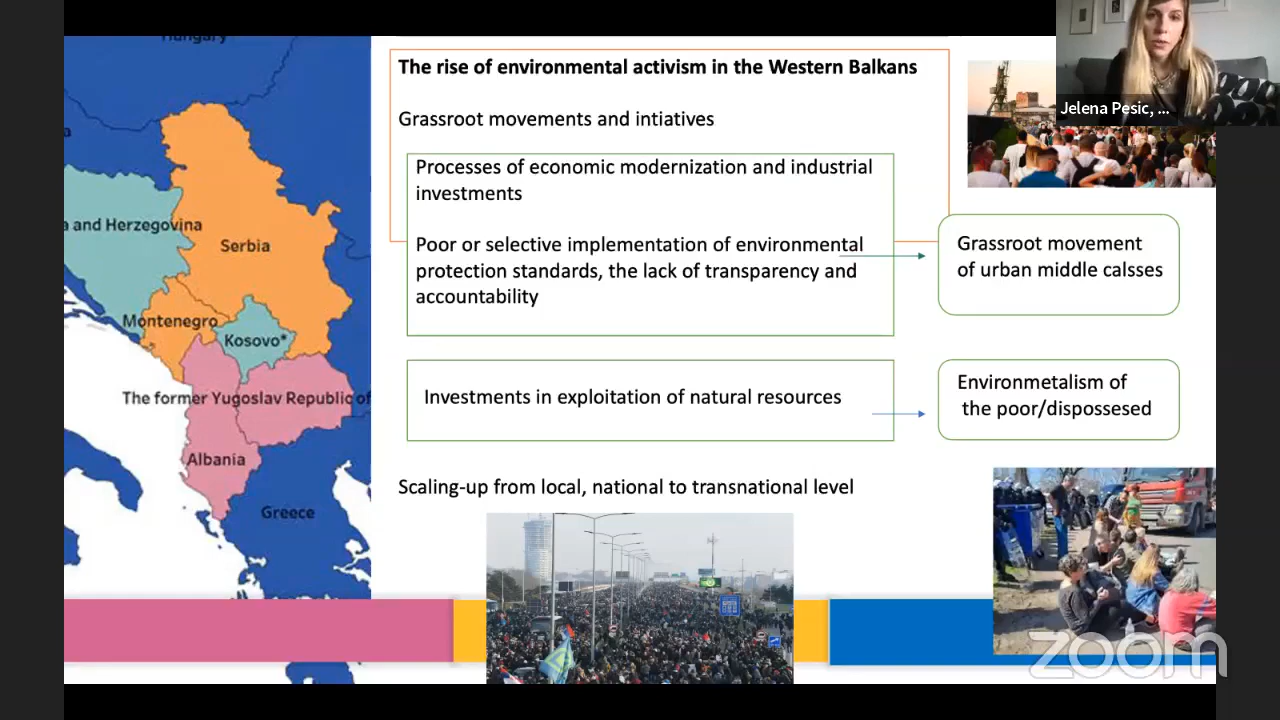 Hungary
The rise of environmental activism in the Western Balkans
Grassroot movements and intiatives
Processes of economic modernization and industrial
investments
Poor or selective implementation of environmental
protection standards, the lack of transparency and
accountability
Grassroot movement
of urban middle calsses
Investments in exploitation of natural resources
Environmetalism of
the poor/dispossesed
Scaling-up from local, national to transnational level
a
a and Herzegovina
Serbia
Montenegro
Kosovo*
The former Yugoslav Republic of
Albania
Greece
Jelena Pesic, ...
zoom